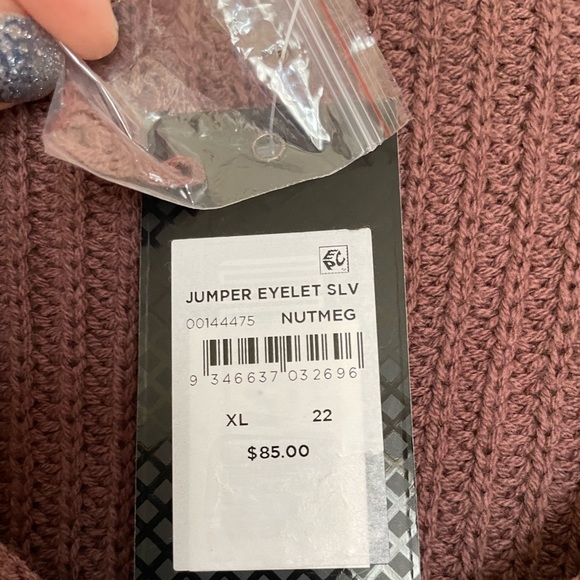 JUMPER EYELET SLV
00144475 NUTMEG
9 346637 032696
XL 22
$85.00